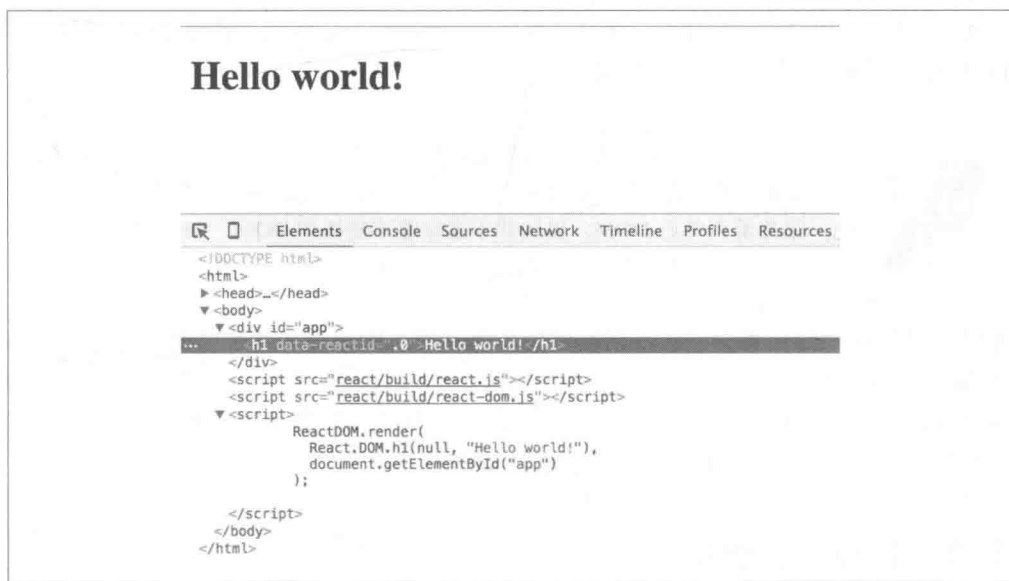 Hello world!
Elements Console Sources Network Timeline Profiles Resources
<!DOCTYPE html>
<html>
▶ <head>…</head>
▼ <body>
▼ <div id="app">
... <h1 data-reactid=".0">Hello world!</h1>
</div>
<script src="react/build/react.js"></script>
<script src="react/build/react-dom.js"></script>
▼ <script>
ReactDOM.render(
React.DOM.h1(null, "Hello world!"),
document.getElementById("app")
);
</script>
</body>
</html>